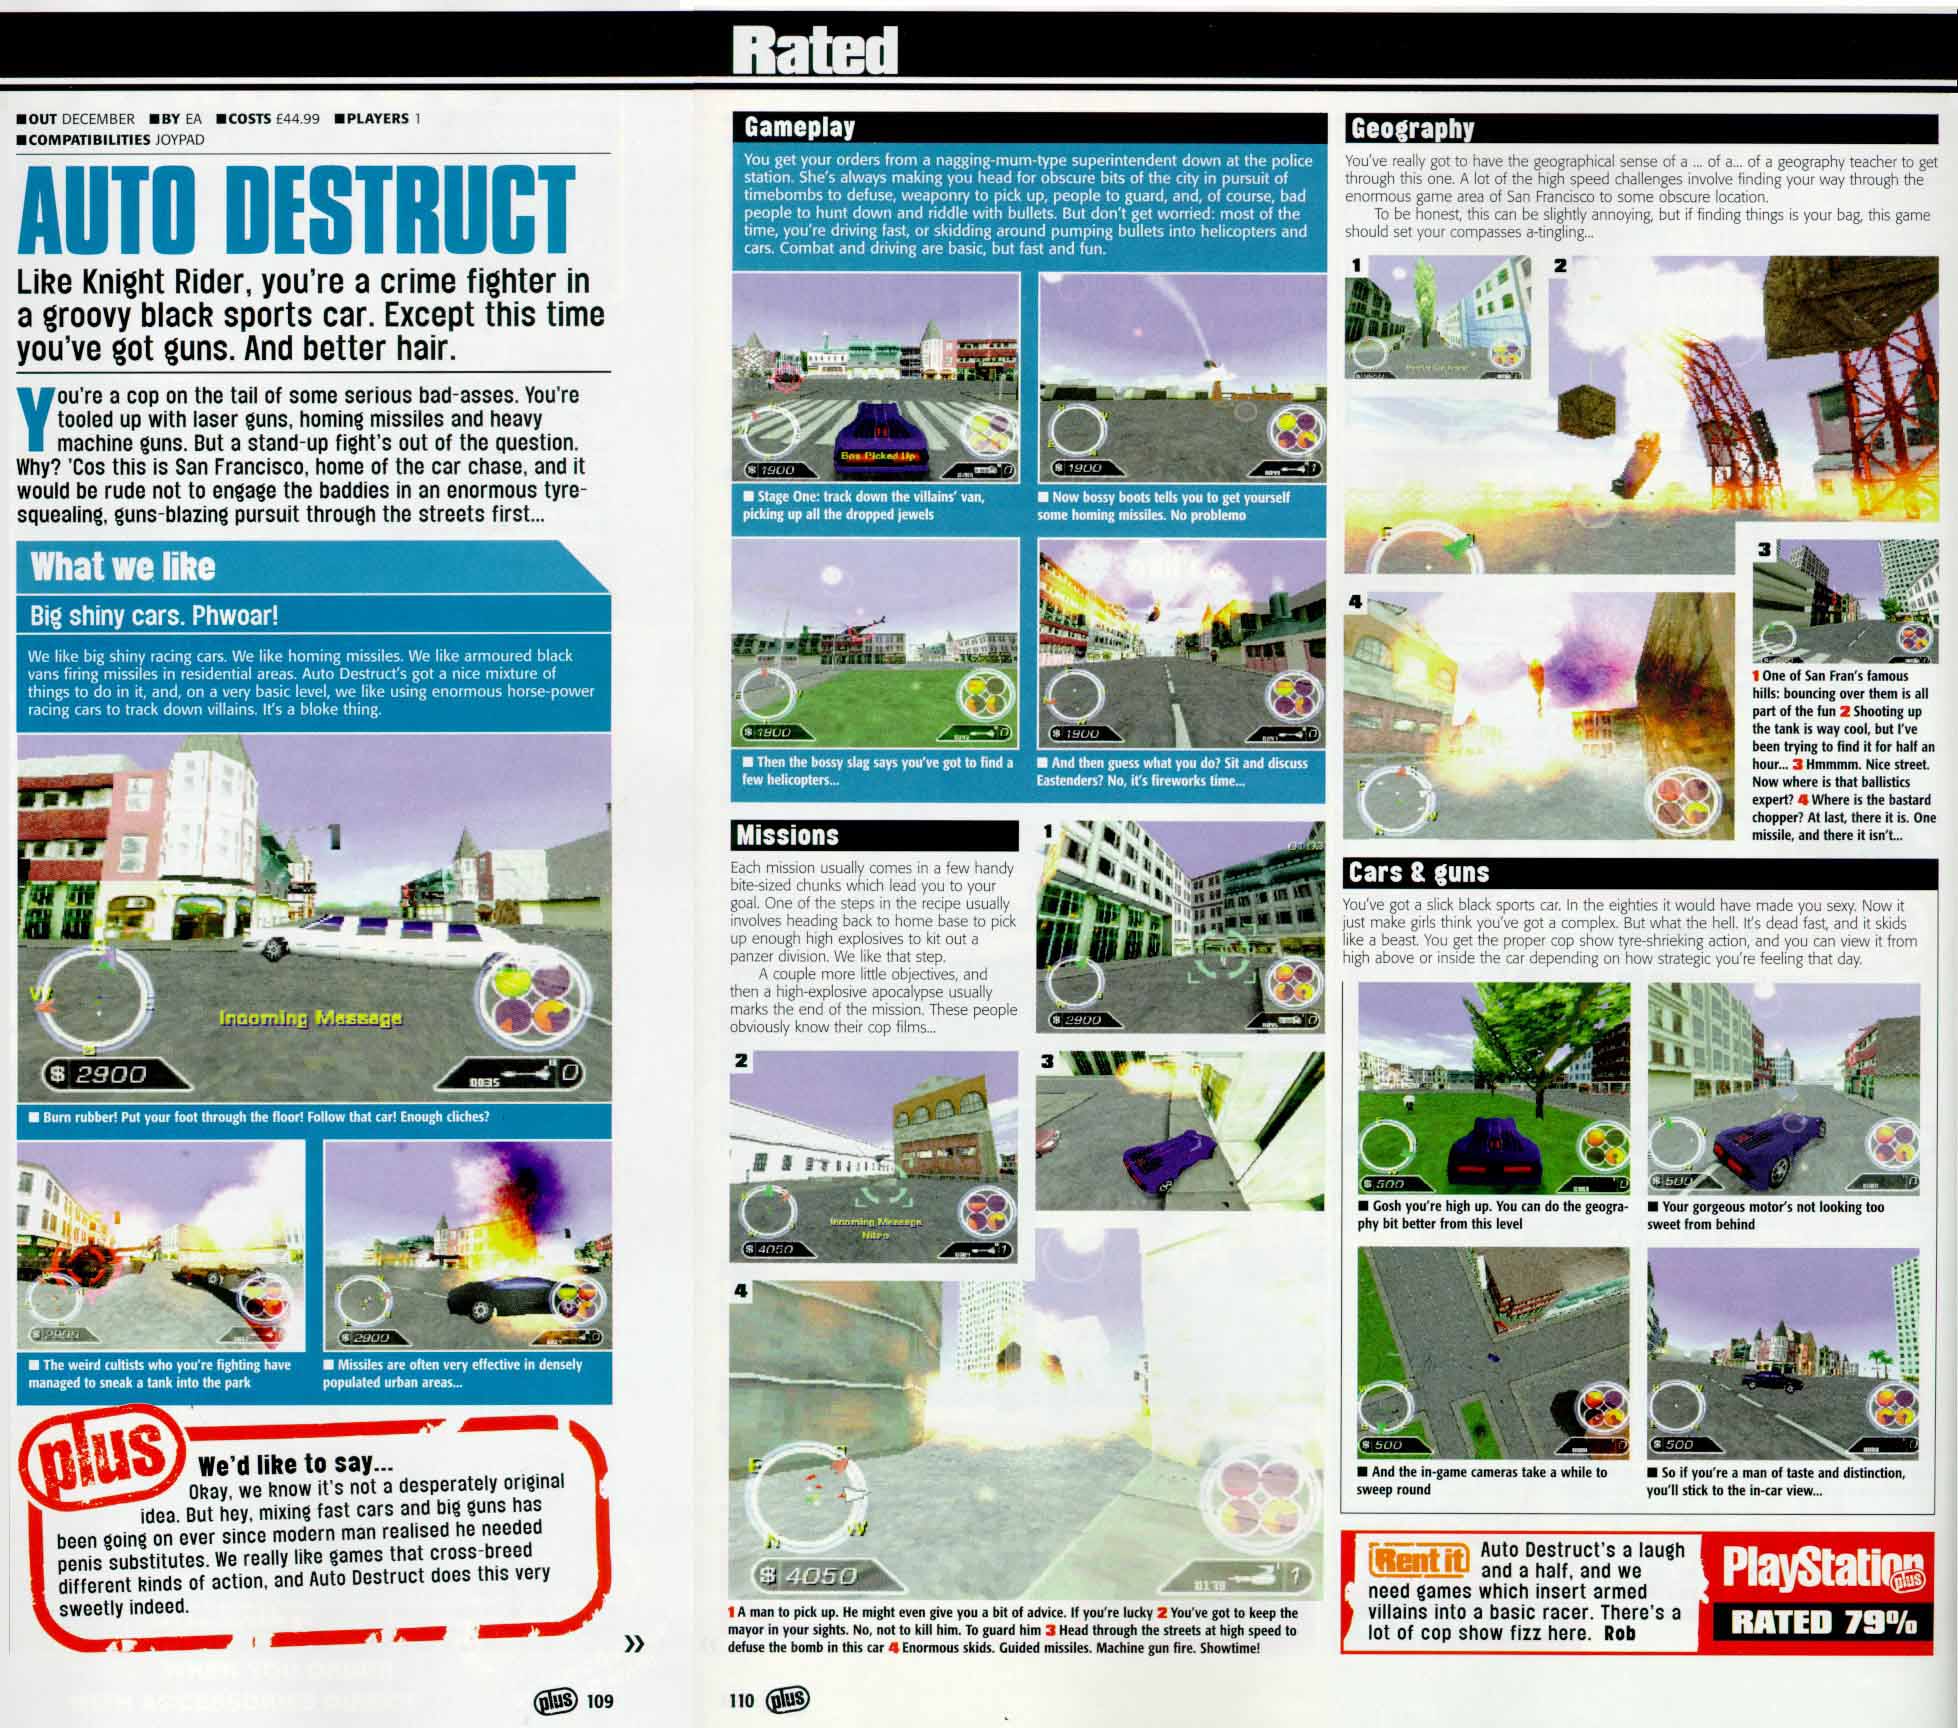 Rated
■OUT DECEMBER ■BY EA ■COSTS £44.99 ■PLAYERS 1
■COMPATIBILITIES JOYPAD
AUTO DESTRUCT
Like Knight Rider, you're a crime fighter in
a groovy black sports car. Except this time
you've got guns. And better hair.
You're a cop on the tail of some serious bad-asses. You're
tooled up with laser guns, homing missiles and heavy
machine guns. But a stand-up fight's out of the question.
Why? 'Cos this is San Francisco, home of the car chase, and it
would be rude not to engage the baddies in an enormous tyre-
squealing, guns-blazing pursuit through the streets first...
What we like
Big shiny cars. Phwoar!
We like big shiny racing cars. We like homing missiles. We like armoured black
vans firing missiles in residential areas. Auto Destruct's got a nice mixture of
things to do in it, and, on a very basic level, we like using enormous horse-power
racing cars to track down villains. It's a bloke thing.
Incoming Message
$ 2900
0035
0
■ Burn rubber! Put your foot through the floor! Follow that car! Enough cliches?
$ 2900
$ 2900
■ The weird cultists who you're fighting have
managed to sneak a tank into the park
■ Missiles are often very effective in densely
populated urban areas...
plus
We'd like to say...
Okay, we know it's not a desperately original
idea. But hey, mixing fast cars and big guns has
been going on ever since modern man realised he needed
penis substitutes. We really like games that cross-breed
different kinds of action, and Auto Destruct does this very
sweetly indeed.
»
plus 109
Gameplay
You get your orders from a nagging-mum-type superintendent down at the police
station. She's always making you head for obscure bits of the city in pursuit of
timebombs to defuse, weaponry to pick up, people to guard, and, of course, bad
people to hunt down and riddle with bullets. But don't get worried: most of the
time, you're driving fast, or skidding around pumping bullets into helicopters and
cars. Combat and driving are basic, but fast and fun.
Box Picked Up
$ 1900
0
$ 1900
1
■ Stage One: track down the villains' van,
picking up all the dropped jewels
■ Now bossy boots tells you to get yourself
some homing missiles. No problemo
$ 1900
0
$ 1900
0
■ Then the bossy slag says you've got to find a
few helicopters...
■ And then guess what you do? Sit and discuss
Eastenders? No, it's fireworks time...
Missions
Each mission usually comes in a few handy
bite-sized chunks which lead you to your
goal. One of the steps in the recipe usually
involves heading back to home base to pick
up enough high explosives to kit out a
panzer division. We like that step.
A couple more little objectives, and
then a high-explosive apocalypse usually
marks the end of the mission. These people
obviously know their cop films...
1
$ 2900
0
2
Incoming Message
Nitro
$ 4050
1
3
4
$ 4050
1
1 A man to pick up. He might even give you a bit of advice. If you're lucky 2 You've got to keep the
mayor in your sights. No, not to kill him. To guard him 3 Head through the streets at high speed to
defuse the bomb in this car 4 Enormous skids. Guided missiles. Machine gun fire. Showtime!
110 plus
Geography
You've really got to have the geographical sense of a ... of a... of a geography teacher to get
through this one. A lot of the high speed challenges involve finding your way through the
enormous game area of San Francisco to some obscure location.
To be honest, this can be slightly annoying, but if finding things is your bag, this game
should set your compasses a-tingling...
1
2
3
4
1 One of San Fran's famous
hills: bouncing over them is all
part of the fun 2 Shooting up
the tank is way cool, but I've
been trying to find it for half an
hour... 3 Hmmmm. Nice street.
Now where is that ballistics
expert? 4 Where is the bastard
chopper? At last, there it is. One
missile, and there it isn't...
Cars & guns
You've got a slick black sports car. In the eighties it would have made you sexy. Now it
just make girls think you've got a complex. But what the hell. It's dead fast, and it skids
like a beast. You get the proper cop show tyre-shrieking action, and you can view it from
high above or inside the car depending on how strategic you're feeling that day.
$ 500
$ 500
■ Gosh you're high up. You can do the geogra-
phy bit better from this level
■ Your gorgeous motor's not looking too
sweet from behind
$ 500
$ 500
■ And the in-game cameras take a while to
sweep round
■ So if you're a man of taste and distinction,
you'll stick to the in-car view...
Rent it
Auto Destruct's a laugh
and a half, and we
need games which insert armed
villains into a basic racer. There's a
lot of cop show fizz here. Rob
PlayStation plus
RATED 79%